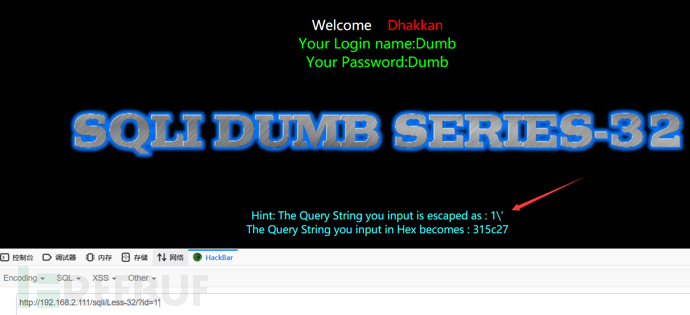 Welcome Dhakkan
Your Login name:Dumb
Your Password:Dumb
SQLI DUMB SERIES-32
Hint: The Query String you input is escaped as : 1\'
The Query String you input in Hex becomes : 315c27
控制台 调试器 内存 存储 网络 HackBar
Encoding SQL XSS Other
REEBUF
http://192.168.2.111/sqli/Less-32/?id=1'